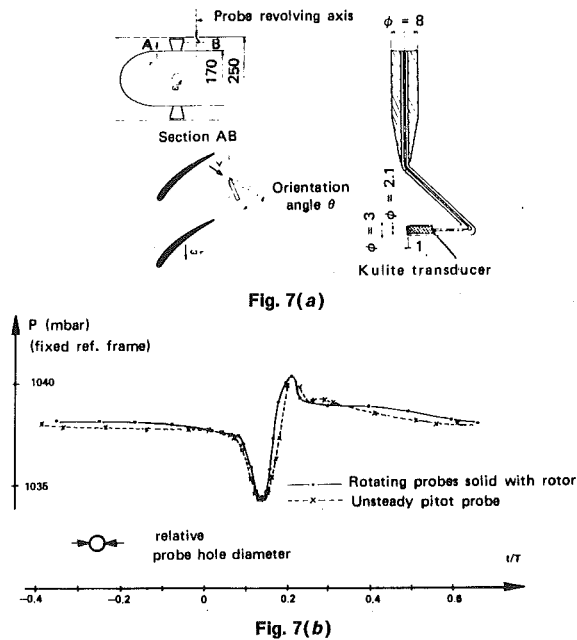 Probe revolving axis
A
B
170
250
Section AB
V
Orientation
angle θ
φ = 8
φ = 2.1
φ = 3
1
Kulite transducer
Fig. 7(a)
P (mbar)
(fixed ref. frame)
1040
1035
Rotating probes solid with rotor
Unsteady pitot probe
relative
probe hole diameter
t/T
-0.4 -0.2 0 0.2 0.4 0.6
Fig. 7(b)